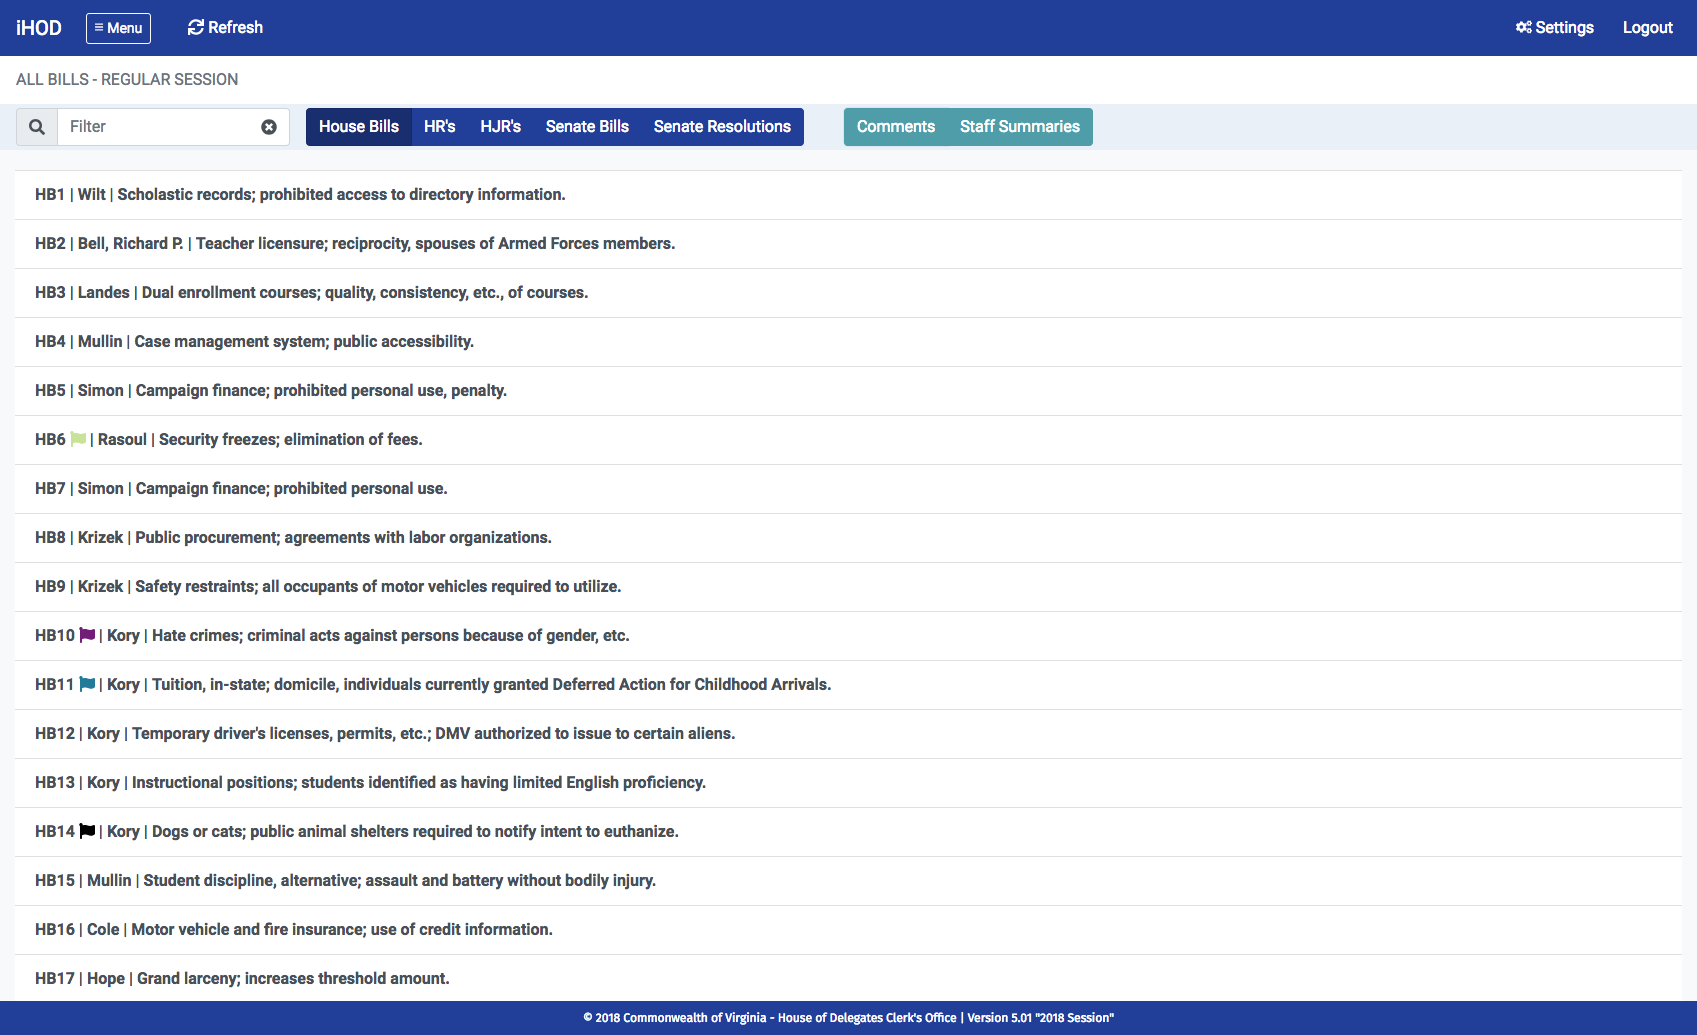 iHOD Menu Refresh Settings Logout
ALL BILLS - REGULAR SESSION
Filter House Bills HR's HJR's Senate Bills Senate Resolutions Comments Staff Summaries
HB1 | Wilt | Scholastic records; prohibited access to directory information.
HB2 | Bell, Richard P. | Teacher licensure; reciprocity, spouses of Armed Forces members.
HB3 | Landes | Dual enrollment courses; quality, consistency, etc., of courses.
HB4 | Mullin | Case management system; public accessibility.
HB5 | Simon | Campaign finance; prohibited personal use, penalty.
HB6 | Rasoul | Security freezes; elimination of fees.
HB7 | Simon | Campaign finance; prohibited personal use.
HB8 | Krizek | Public procurement; agreements with labor organizations.
HB9 | Krizek | Safety restraints; all occupants of motor vehicles required to utilize.
HB10 | Kory | Hate crimes; criminal acts against persons because of gender, etc.
HB11 | Kory | Tuition, in-state; domicile, individuals currently granted Deferred Action for Childhood Arrivals.
HB12 | Kory | Temporary driver's licenses, permits, etc.; DMV authorized to issue to certain aliens.
HB13 | Kory | Instructional positions; students identified as having limited English proficiency.
HB14 | Kory | Dogs or cats; public animal shelters required to notify intent to euthanize.
HB15 | Mullin | Student discipline, alternative; assault and battery without bodily injury.
HB16 | Cole | Motor vehicle and fire insurance; use of credit information.
HB17 | Hope | Grand larceny; increases threshold amount.
© 2018 Commonwealth of Virginia - House of Delegates Clerk's Office | Version 5.01 "2018 Session"